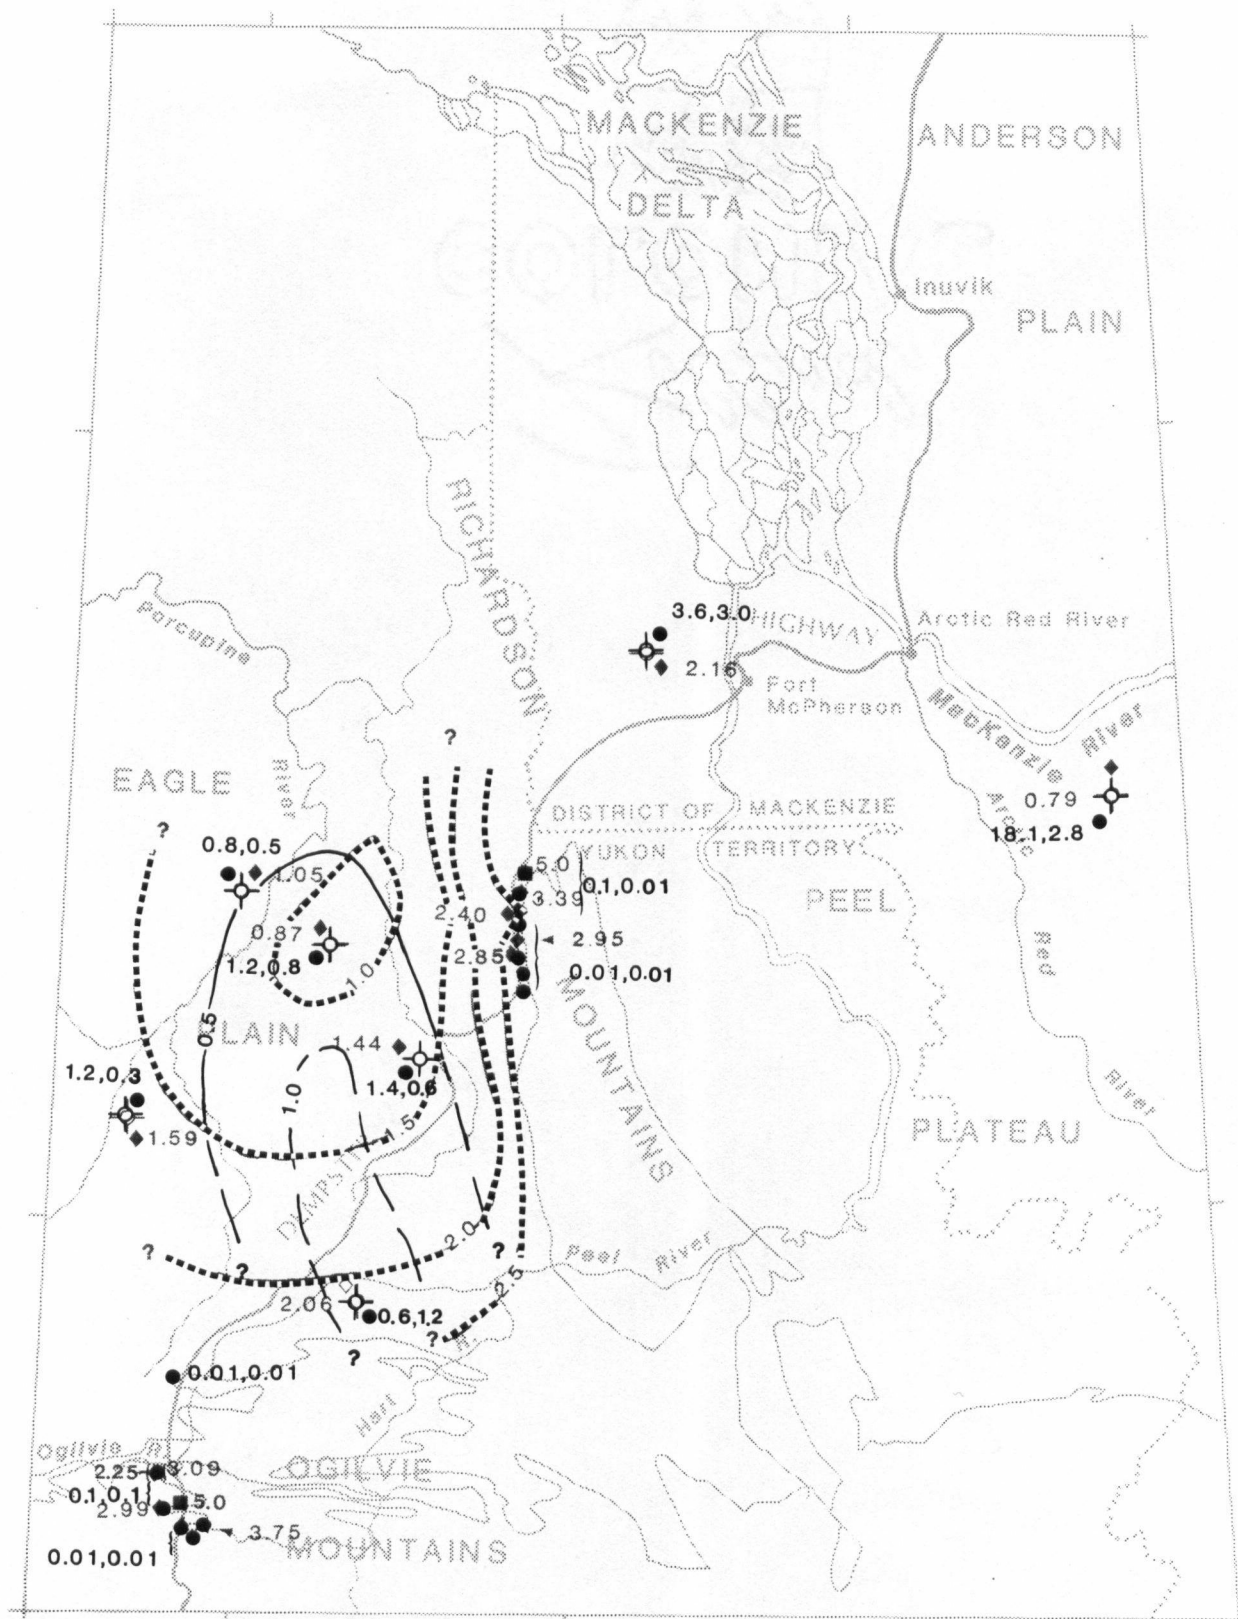 MACKENZIE
ANDERSON
DELTA
Inuvik
PLAIN
RICHARDSON
3.6,3.0
HIGHWAY
Arctic Red River
Porcupine
2.16
Fort
McPherson
MacKenzie
River
?
EAGLE
River
0.79
18.1,2.8
Arctic
DISTRICT OF MACKENZIE
?
0.8,0.5
YUKON TERRITORY
1.05
5.0
0.1,0.01
3.39
PEEL
2.40
0.87
2.95
2.85
1.2,0.8
1.0
0.01,0.01
Red
0.5
PLAIN
MOUNTAINS
1.44
1.2,0.3
1.0
1.4,0.6
River
1.5
1.59
PLATEAU
DEMPSTER
2.0
?
?
?
Peel River
2.5
2.06
0.6,1.2
?
R.
?
0.01,0.01
Hart
Ogilvie R.
2.25
3.09
OGILVIE
0.1,0.1
5.0
2.99
3.75
MOUNTAINS
0.01,0.01